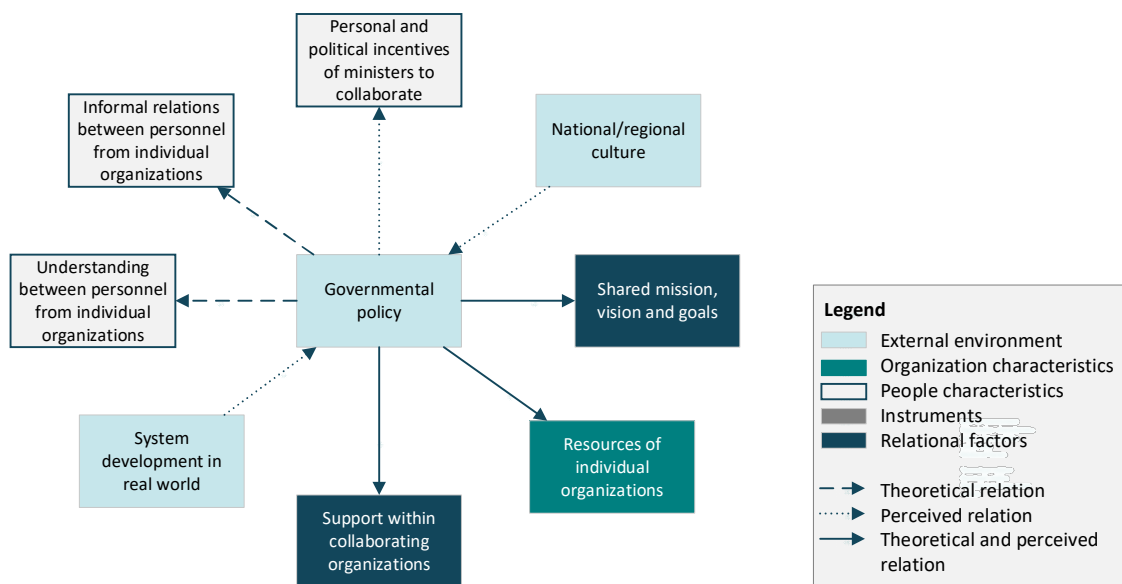 Personal and
political incentives
of ministers to
collaborate
Informal relations
between personnel
from individual
organizations
National/regional
culture
Understanding
between personnel
from individual
organizations
Governmental
policy
Shared mission,
vision and goals
System
development in
real world
Support within
collaborating
organizations
Resources of
individual
organizations
Legend
External environment
Organization characteristics
People characteristics
Instruments
Relational factors
Theoretical relation
Perceived relation
Theoretical and perceived
relation